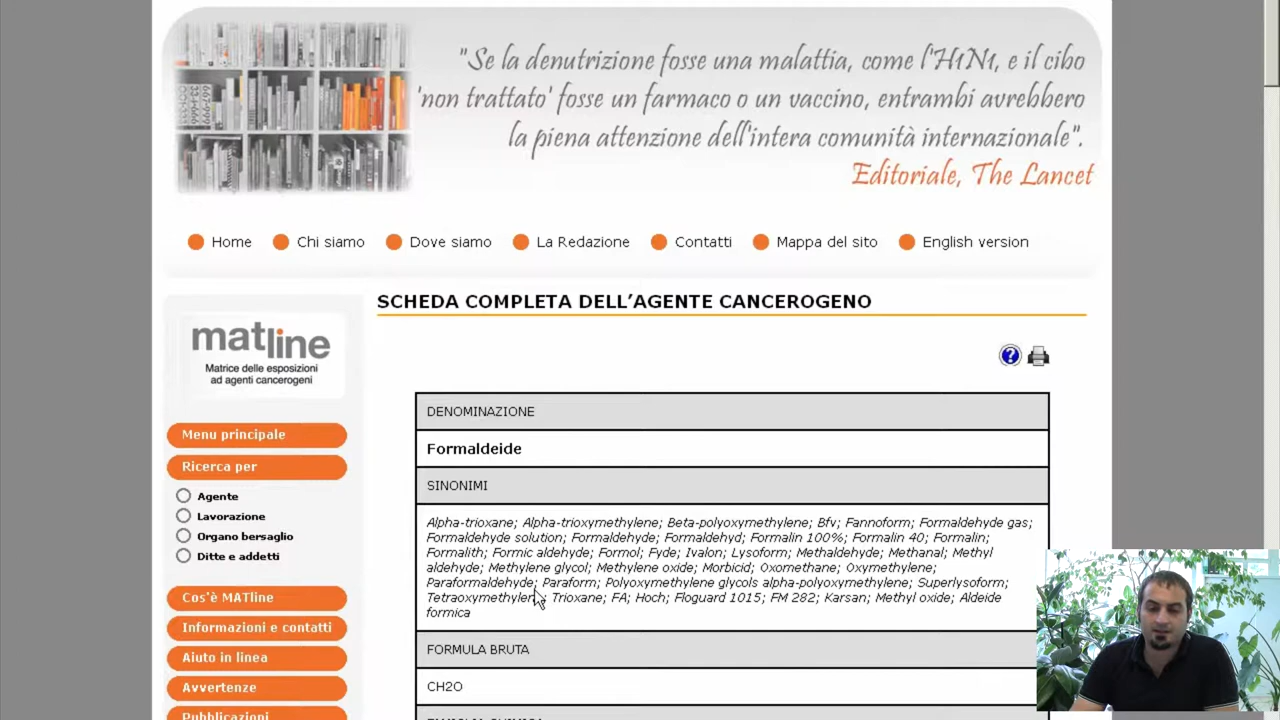 "Se la denutrizione fosse una malattia, come l'H1N1, e il cibo
'non trattato' fosse un farmaco o un vaccino, entrambi avrebbero
la piena attenzione dell'intera comunità internazionale".
Editoriale, The Lancet
Home Chi siamo Dove siamo La Redazione Contatti Mappa del sito English version
SCHEDA COMPLETA DELL'AGENTE CANCEROGENO
matline
Matrice delle esposizioni
ad agenti cancerogeni
Menu principale
Ricerca per
Agente
Lavorazione
Organo bersaglio
Ditte e addetti
Cos'è MATline
Informazioni e contatti
Aiuto in linea
Avvertenze
Pubblicazioni
?
DENOMINAZIONE
Formaldeide
SINONIMI
Alpha-trioxane; Alpha-trioxymethylene; Beta-polyoxymethylene; Bfv; Fannoform; Formaldehyde gas;
Formaldehyde solution; Formaldehyde; Formaldehyd; Formalin 100%; Formalin 40; Formalin;
Formalith; Formic aldehyde; Formol; Fyde; Ivalon; Lysoform; Methaldehyde; Methanal; Methyl
aldehyde; Methylene glycol; Methylene oxide; Morbicid; Oxomethane; Oxymethylene;
Paraformaldehyde; Paraform; Polyoxymethylene glycols alpha-polyoxymethylene; Superlysoform;
Tetraoxymethylene; Trioxane; FA; Hoch; Floguard 1015; FM 282; Karsan; Methyl oxide; Aldeide
formica
FORMULA BRUTA
CH2O